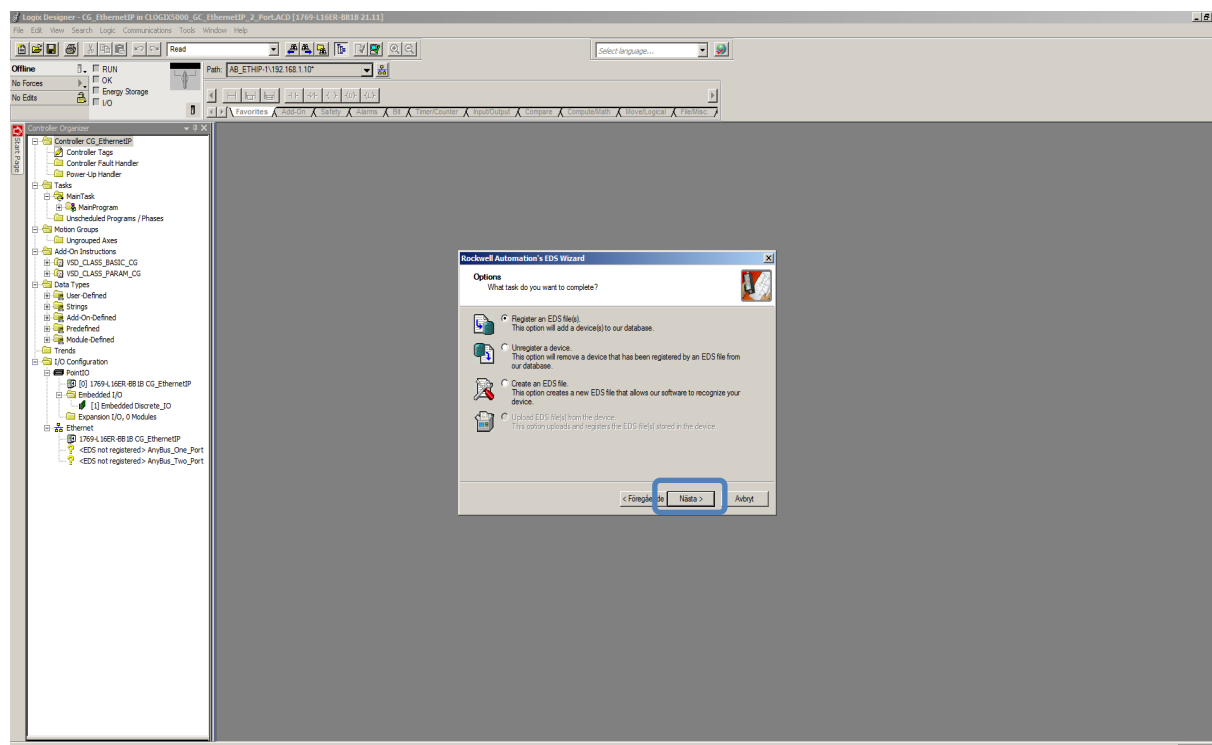 Logix Designer - CG_EthernetIP in CLOGIX5000_GC_EthernetIP_2_Port.ACD [1769-L16ER-BB1B 21.11]
File Edit View Search Logic Communications Tools Window Help
Read
Select language...
Offline
RUN
Path: AB_ETHIP-1\192.168.1.10*
No Forces
OK
Energy Storage
No Edits
I/O
Favorites Add-On Safety Alarms Bit Timer/Counter Input/Output Compare Compute/Math Move/Logical File/Misc.
Start Page
Controller Organizer
Controller CG_EthernetIP
Controller Tags
Controller Fault Handler
Power-Up Handler
Tasks
MainTask
MainProgram
Unscheduled Programs / Phases
Motion Groups
Ungrouped Axes
Add-On Instructions
VSD_CLASS_BASIC_CG
VSD_CLASS_PARAM_CG
Data Types
User-Defined
Strings
Add-On-Defined
Predefined
Module-Defined
Trends
I/O Configuration
PointIO
[0] 1769-L16ER-BB1B CG_EthernetIP
Embedded I/O
[1] Embedded Discrete_IO
Expansion I/O, 0 Modules
Ethernet
1769-L16ER-BB1B CG_EthernetIP
<EDS not registered> AnyBus_One_Port
<EDS not registered> AnyBus_Two_Port
Rockwell Automation's EDS Wizard
Options
What task do you want to complete?
Register an EDS file(s).
This option will add a device(s) to our database.
Unregister a device.
This option will remove a device that has been registered by an EDS file from
our database.
Create an EDS file.
This option creates a new EDS file that allows our software to recognize your
device.
Upload EDS file(s) from the device.
This option uploads and registers the EDS file(s) stored in the device.
< Föregående Nästa > Avbryt